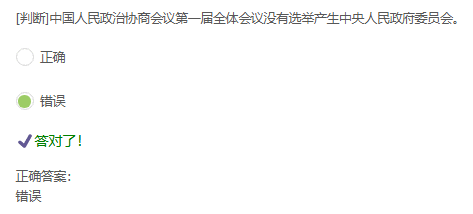 [判断]中国人民政治协商会议第一届全体会议没有选举产生中央人民政府委员会。
正确
错误
答对了！
正确答案：
错误